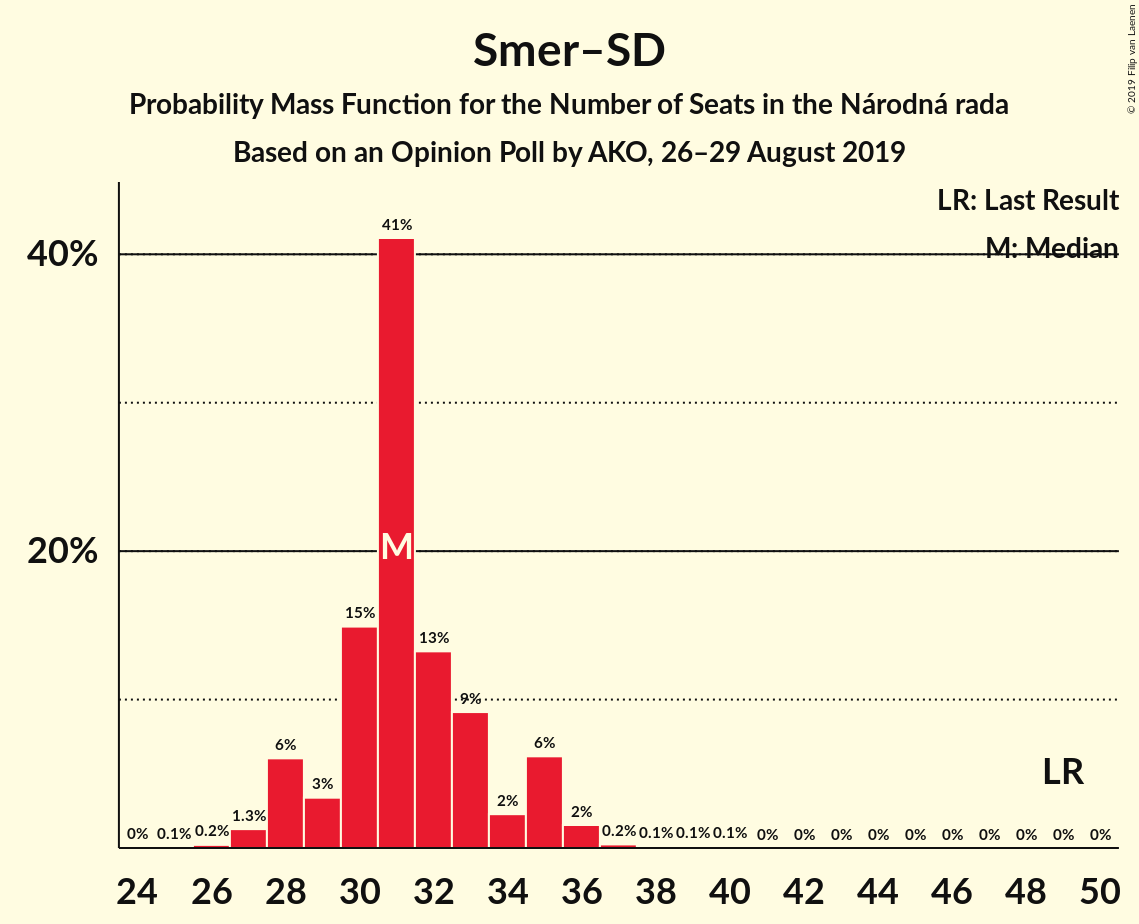 Smer–SD
Probability Mass Function for the Number of Seats in the Národná rada
Based on an Opinion Poll by AKO, 26–29 August 2019
© 2019 Filip van Laenen
LR: Last Result
M: Median
40%
20%
41%
M
15%
13%
9%
6%
6%
3%
2%
2%
1.3%
0% 0.1% 0.2%
0.2% 0.1% 0.1% 0.1% 0% 0% 0% 0% 0% 0% 0% 0% 0% 0%
LR
24 26 28 30 32 34 36 38 40 42 44 46 48 50